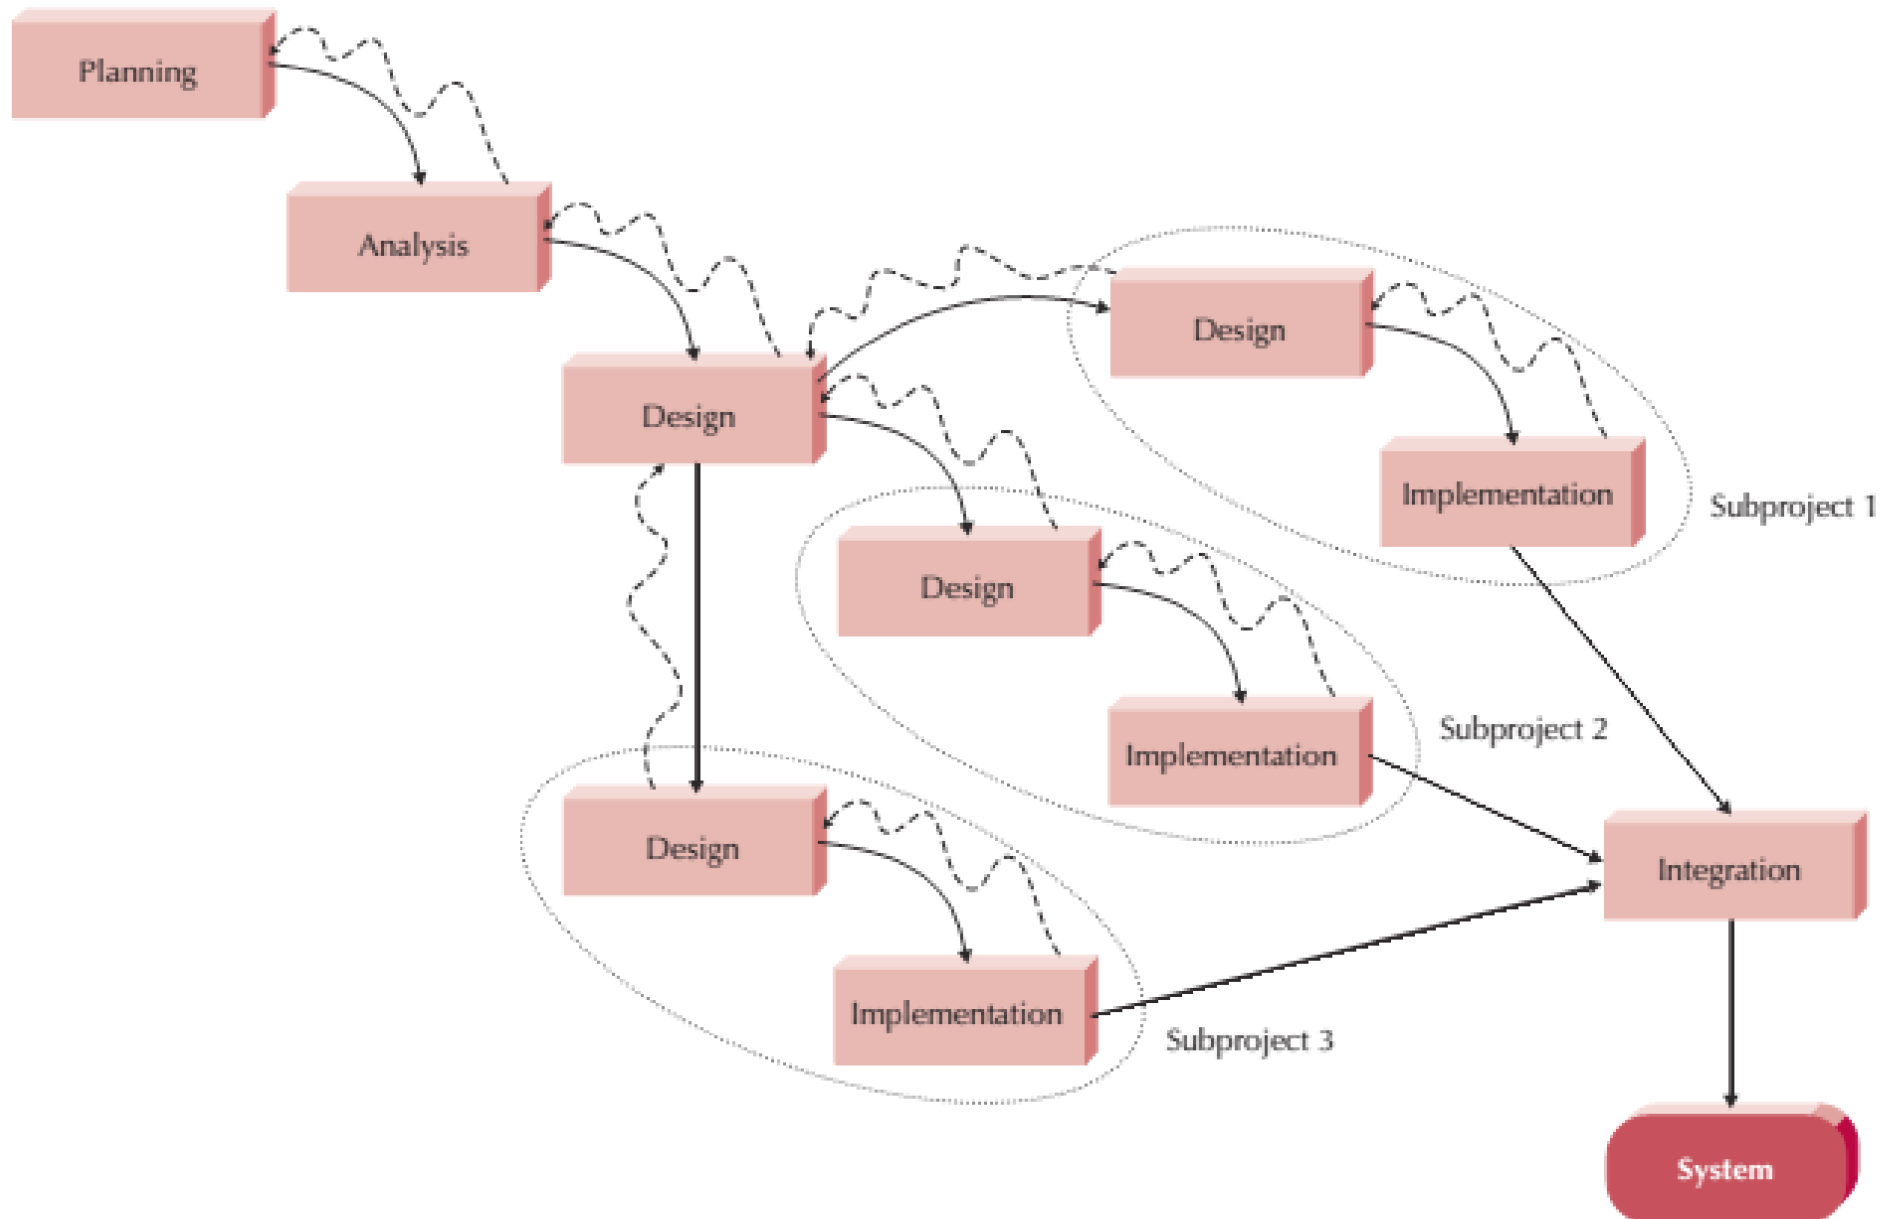 Planning
Analysis
Design
Design
Implementation
Subproject 1
Design
Implementation
Subproject 2
Design
Implementation
Subproject 3
Integration
System